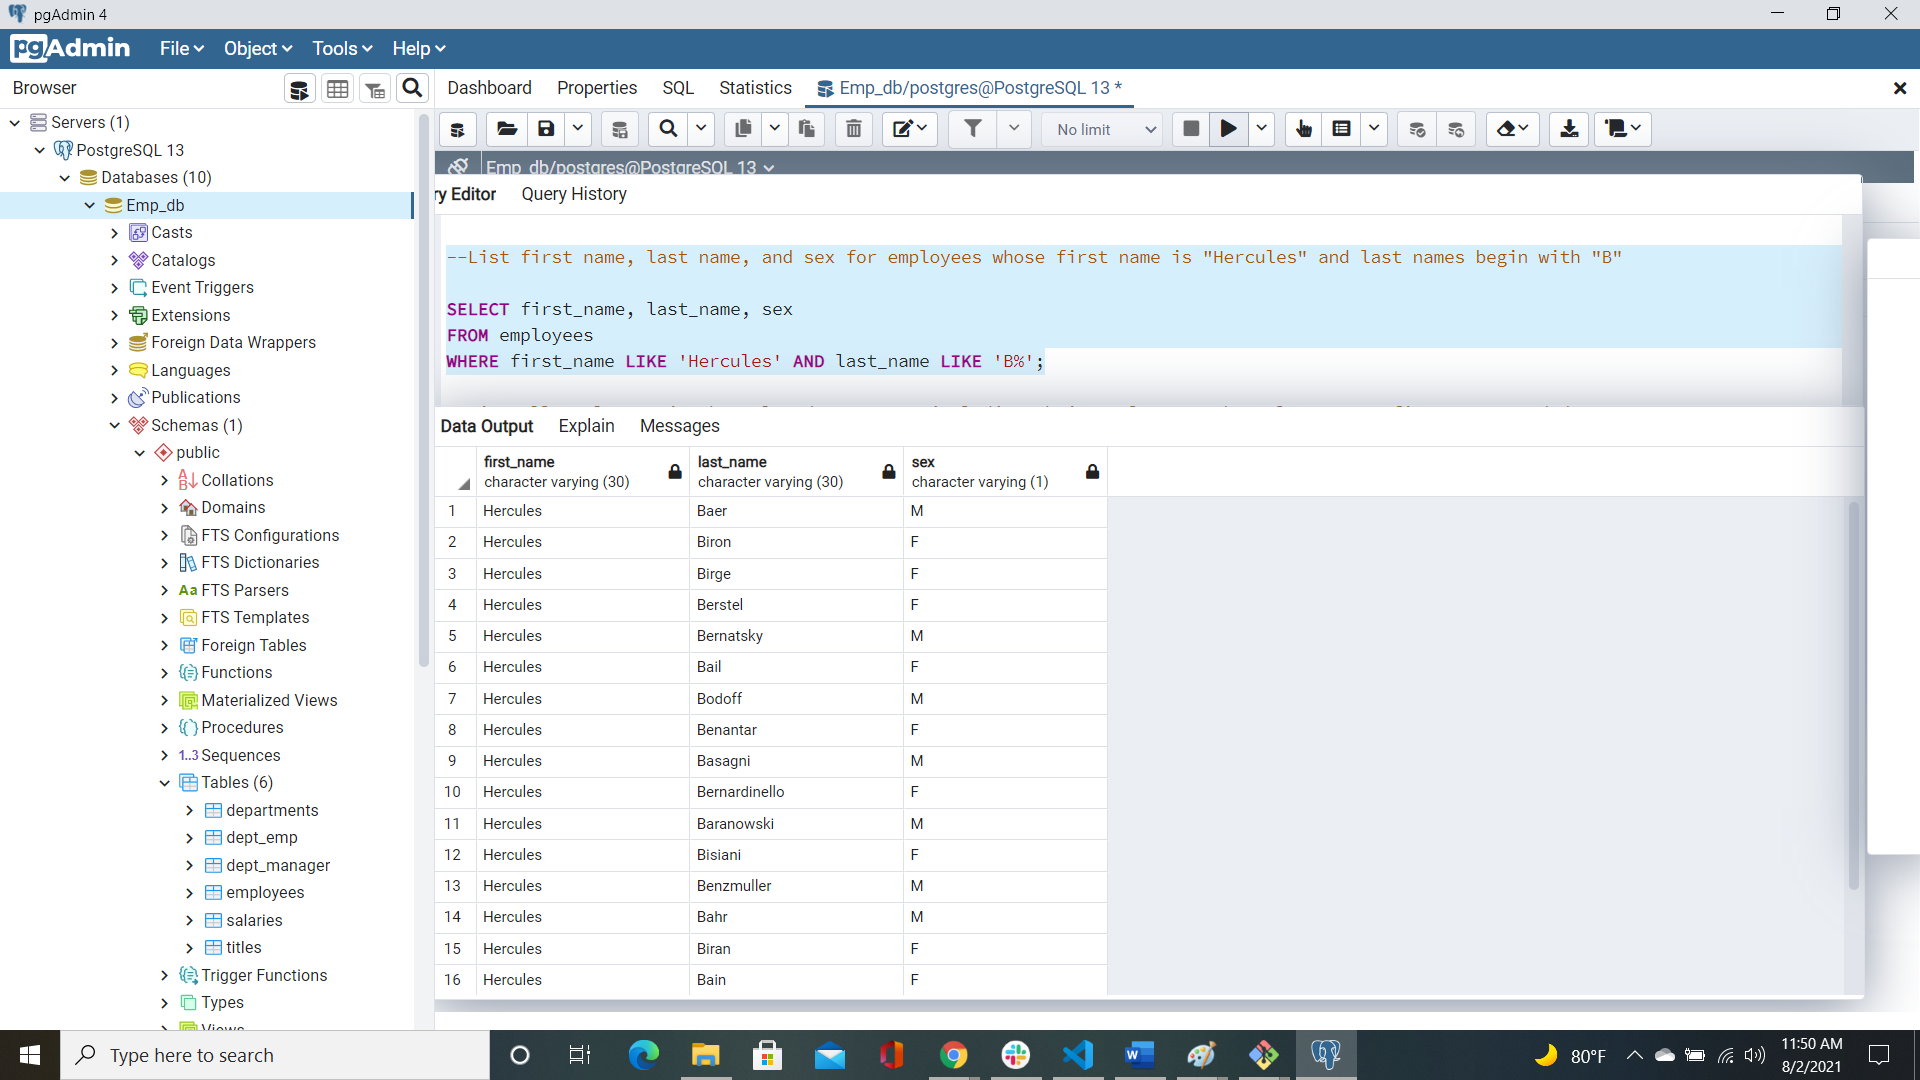 pgAdmin 4
pgAdmin File Object Tools Help
Browser
Dashboard Properties SQL Statistics Emp_db/postgres@PostgreSQL 13 *
No limit
Emp_db/postgres@PostgreSQL 13
ry Editor Query History
Servers (1)
PostgreSQL 13
Databases (10)
Emp_db
Casts
Catalogs
Event Triggers
Extensions
Foreign Data Wrappers
Languages
Publications
Schemas (1)
public
Collations
Domains
FTS Configurations
FTS Dictionaries
Aa FTS Parsers
FTS Templates
Foreign Tables
Functions
Materialized Views
Procedures
1..3 Sequences
Tables (6)
departments
dept_emp
dept_manager
employees
salaries
titles
Trigger Functions
Types
Views
--List first name, last name, and sex for employees whose first name is "Hercules" and last names begin with "B"
SELECT first_name, last_name, sex
FROM employees
WHERE first_name LIKE 'Hercules' AND last_name LIKE 'B%';
Data Output Explain Messages
first_name last_name sex
character varying (30) character varying (30) character varying (1)
1 Hercules Baer M
2 Hercules Biron F
3 Hercules Birge F
4 Hercules Berstel F
5 Hercules Bernatsky M
6 Hercules Bail F
7 Hercules Bodoff M
8 Hercules Benantar F
9 Hercules Basagni M
10 Hercules Bernardinello F
11 Hercules Baranowski M
12 Hercules Bisiani F
13 Hercules Benzmuller M
14 Hercules Bahr M
15 Hercules Biran F
16 Hercules Bain F
Type here to search
80°F
11:50 AM
8/2/2021